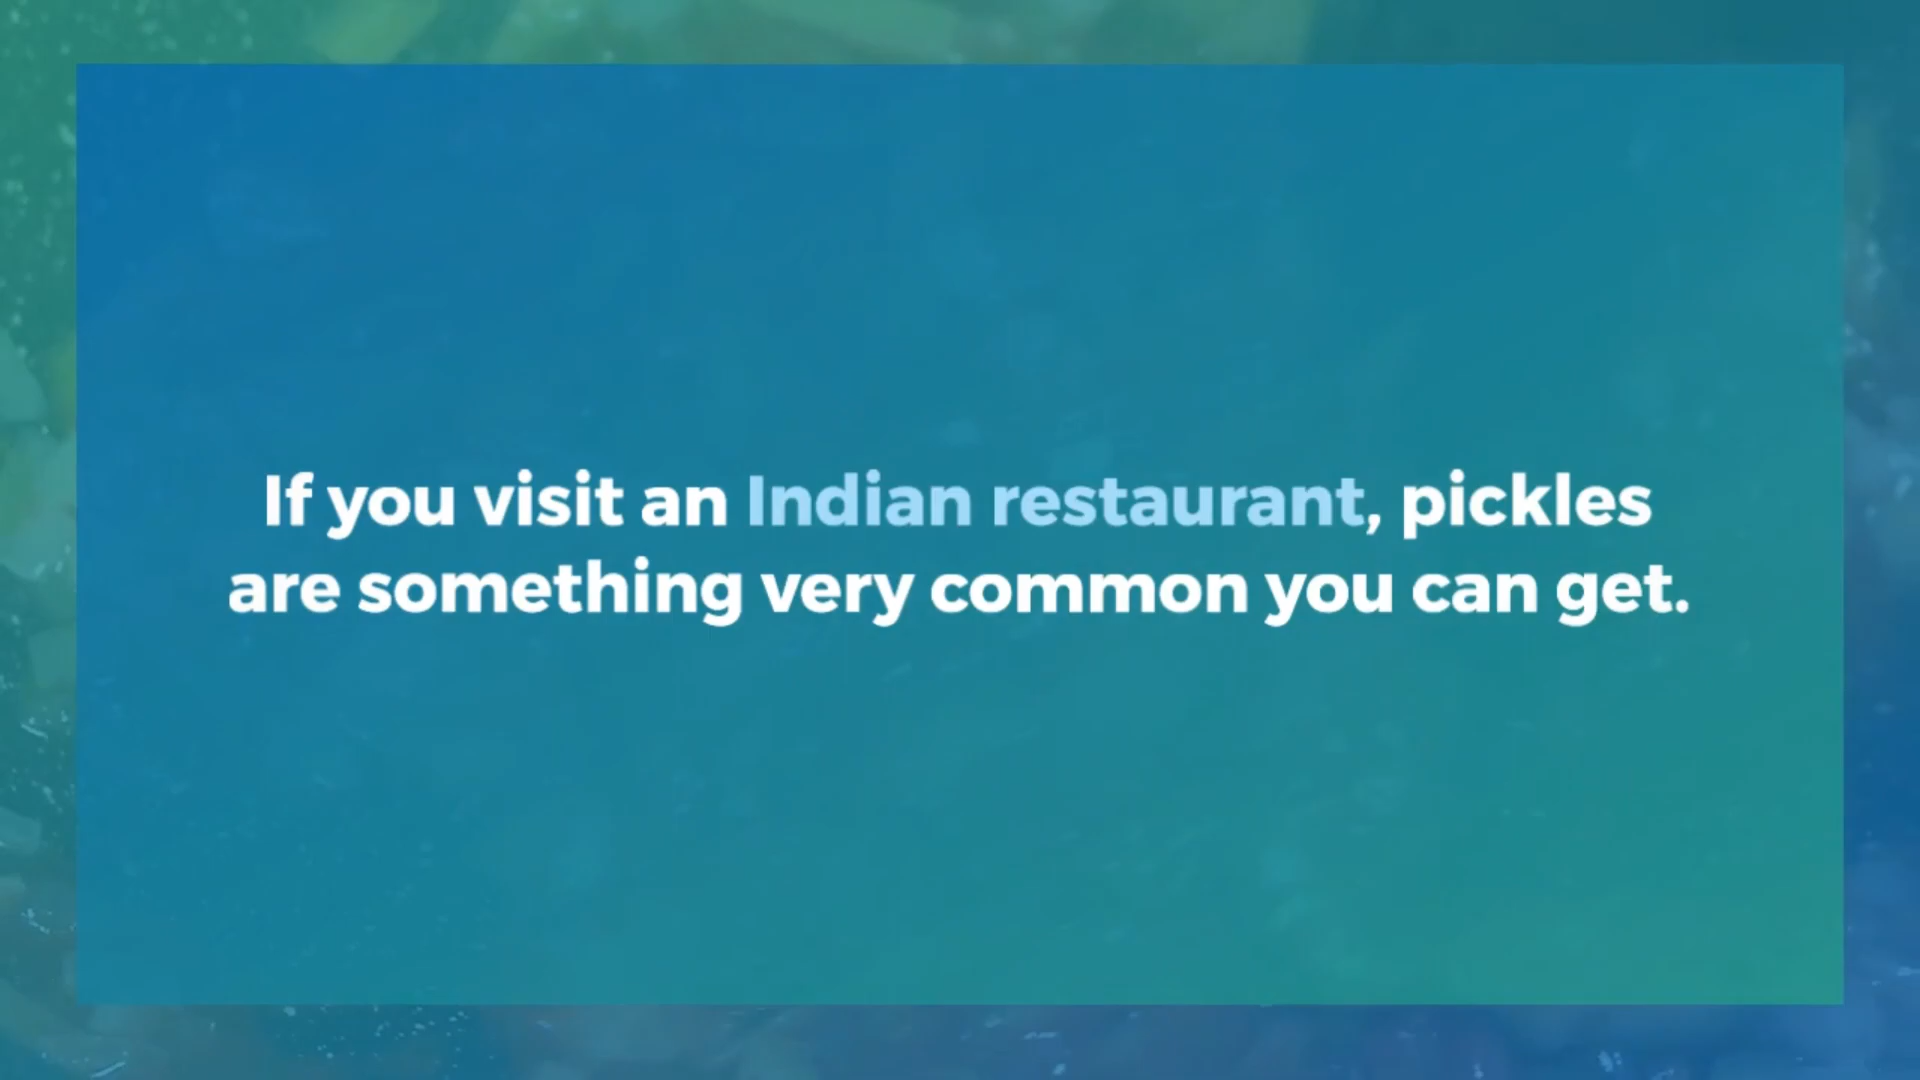 If you visit an Indian restaurant, pickles
are something very common you can get.